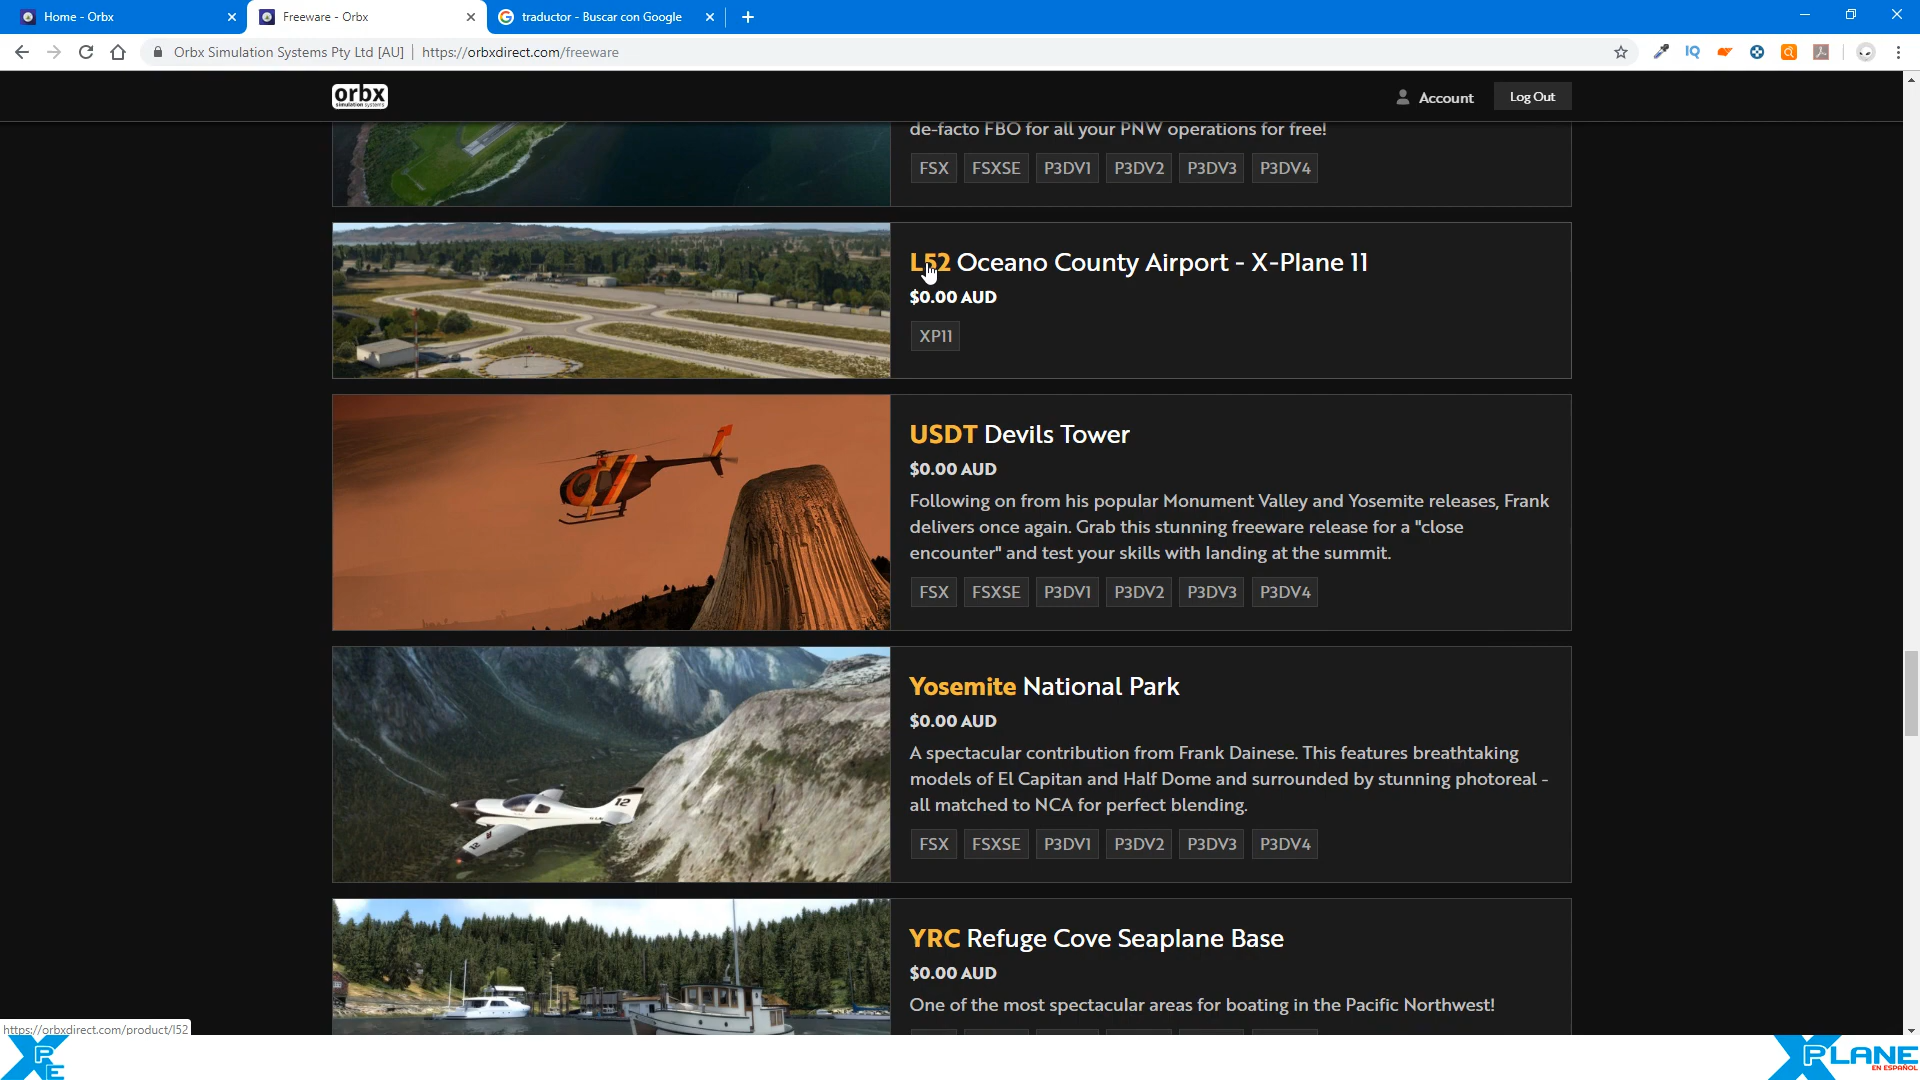 Home - Orbx
Freeware - Orbx
traductor - Buscar con Google
Orbx Simulation Systems Pty Ltd [AU] | https://orbxdirect.com/freeware
IQ
orbx
simulation systems
Account
Log Out
de-facto FBO for all your PNW operations for free!
FSX FSXSE P3DV1 P3DV2 P3DV3 P3DV4
L52 Oceano County Airport - X-Plane 11
$0.00 AUD
XP11
USDT Devils Tower
$0.00 AUD
Following on from his popular Monument Valley and Yosemite releases, Frank
delivers once again. Grab this stunning freeware release for a "close
encounter" and test your skills with landing at the summit.
FSX FSXSE P3DV1 P3DV2 P3DV3 P3DV4
12
12
Yosemite National Park
$0.00 AUD
A spectacular contribution from Frank Dainese. This features breathtaking
models of El Capitan and Half Dome and surrounded by stunning photoreal -
all matched to NCA for perfect blending.
FSX FSXSE P3DV1 P3DV2 P3DV3 P3DV4
YRC Refuge Cove Seaplane Base
$0.00 AUD
One of the most spectacular areas for boating in the Pacific Northwest!
https://orbxdirect.com/product/l52
XPE
XPLANE
EN ESPAÑOL